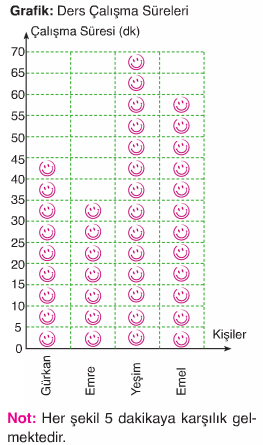 Grafik: Ders Çalışma Süreleri
Çalışma Süresi (dk)
70
65
60
55
50
45
40
35
30
25
20
15
10
5
0
Kişiler
Gürkan
Emre
Yeşim
Emel
Not: Her şekil 5 dakikaya karşılık gel-
mektedir.